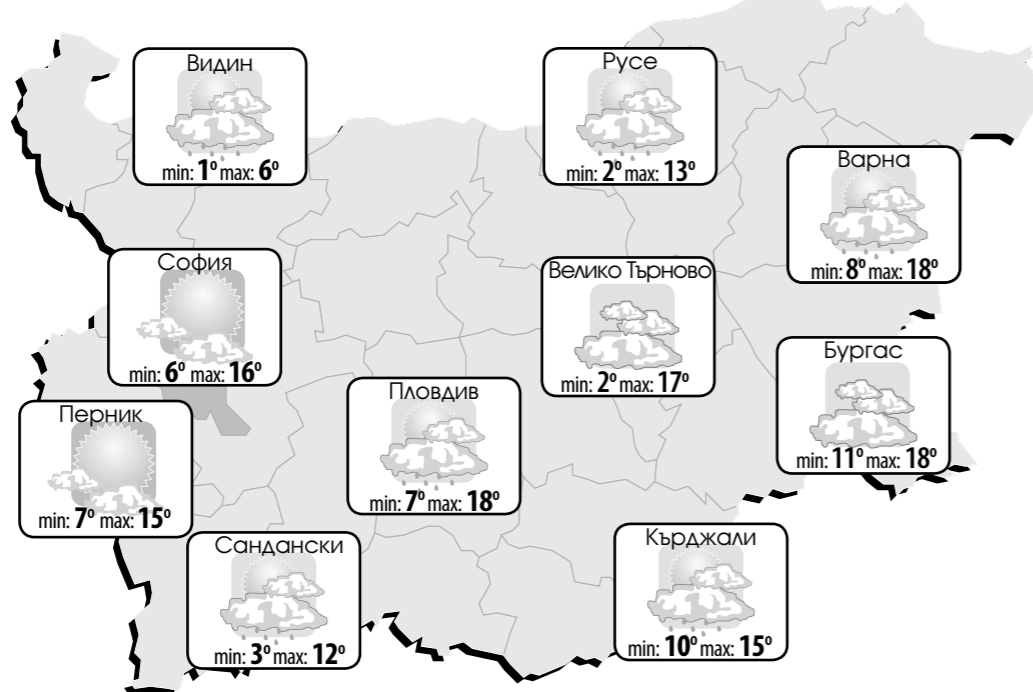 Видин
min: 1° max: 6°
Русе
min: 2° max: 13°
Варна
min: 8° max: 18°
София
min: 6° max: 16°
Велико Търново
min: 2° max: 17°
Бургас
min: 11° max: 18°
Пловдив
min: 7° max: 18°
Перник
min: 7° max: 15°
Сандански
min: 3° max: 12°
Кърджали
min: 10° max: 15°